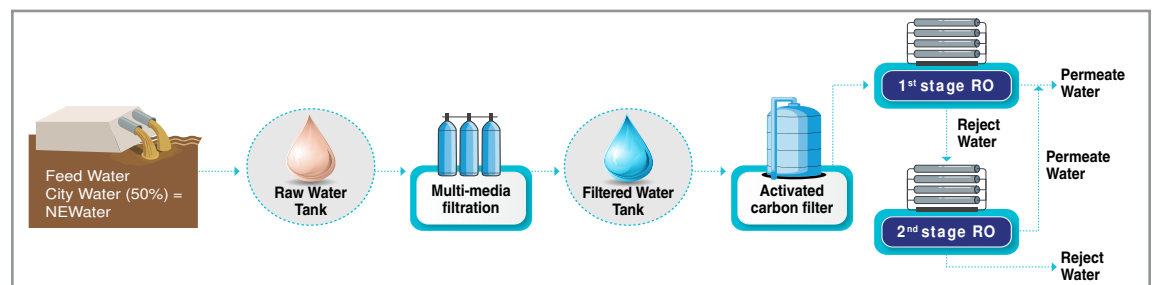 Feed Water
City Water (50%) =
NEWater
Raw Water
Tank
Multi-media
filtration
Filtered Water
Tank
Activated
carbon filter
1st stage RO
Permeate
Water
Reject
Water
Permeate
Water
2nd stage RO
Reject
Water